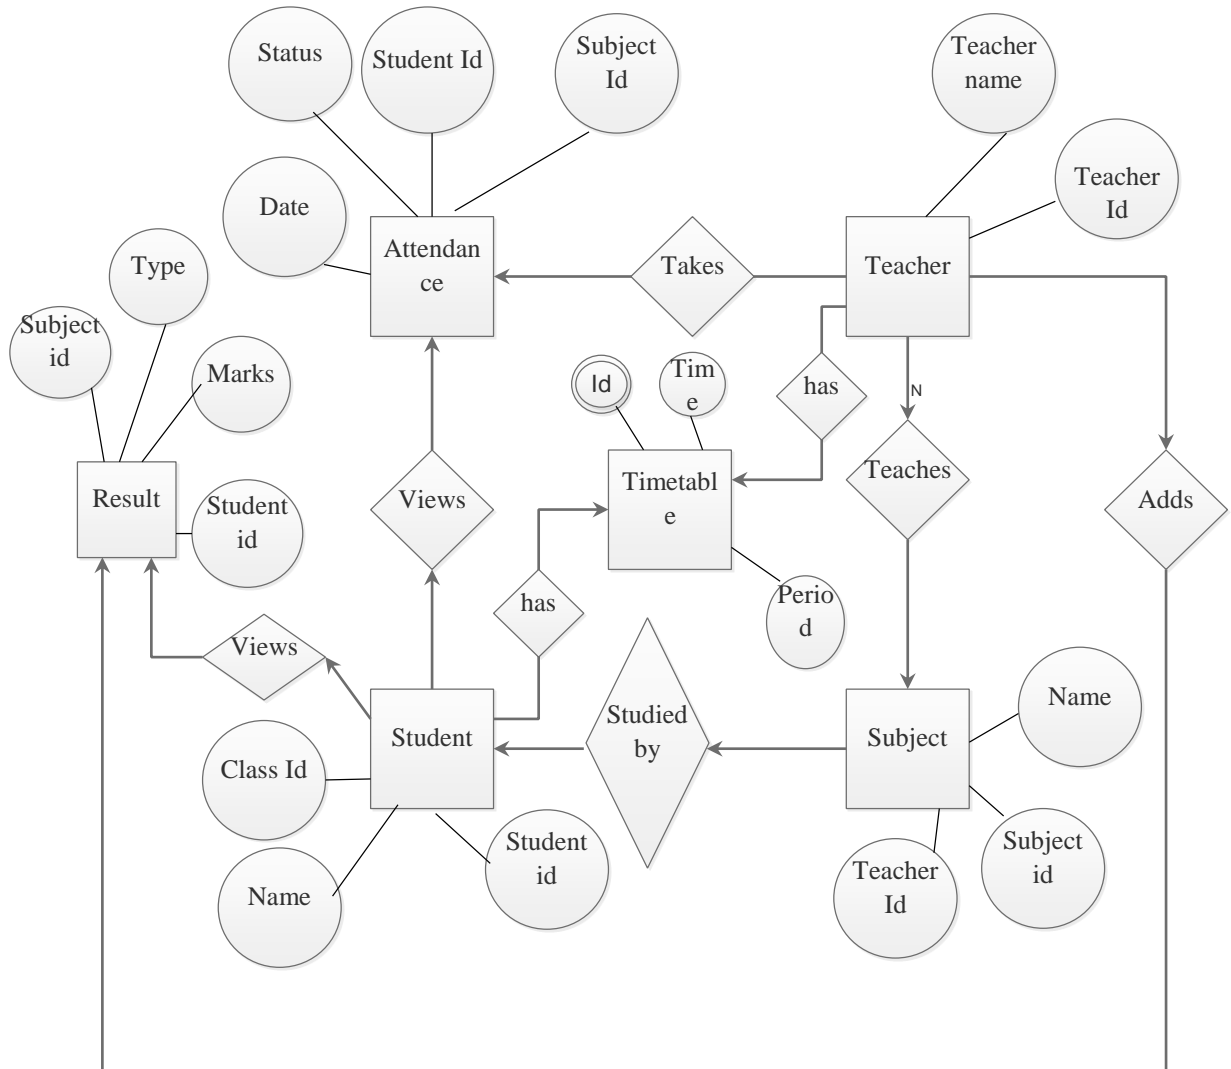 Status
Student Id
Subject
Id
Teacher
name
Teacher
Id
Date
Attendan
ce
Takes
Teacher
Type
Subject
id
Marks
Id
Tim
e
has
N
Result
Student
id
Views
Timetabl
e
Teaches
Adds
has
Perio
d
Views
Student
Studied
by
Subject
Name
Class Id
Name
Student
id
Teacher
Id
Subject
id